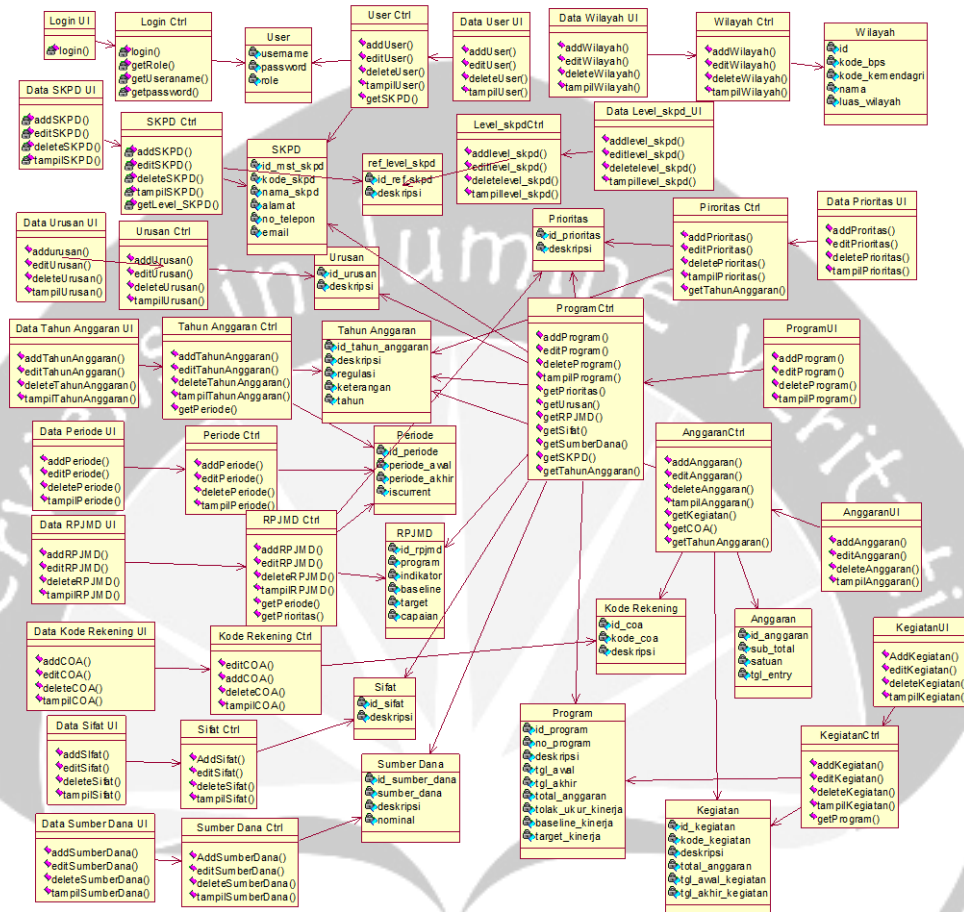 Login UI
login()
Login Ctrl
login()
getRole()
getUseraname()
getpassword()
User
username
password
role
User Ctrl
addUser()
editUser()
deleteUser()
tampilUser()
getSKPD()
Data User UI
addUser()
editUser()
deleteUser()
tampilUser()
Data Wilayah UI
addWilayah()
editWilayah()
deleteWilayah()
tampilWilayah()
Wilayah Ctrl
addWilayah()
editWilayah()
deleteWilayah()
tampilWilayah()
Wilayah
id
kode_bps
kode_kemendagri
nama
luas_wilayah
Data SKPD UI
addSKPD()
editSKPD()
deleteSKPD()
tampilSKPD()
SKPD Ctrl
addSKPD()
editSKPD()
deleteSKPD()
tampilSKPD()
getLevel_SKPD()
SKPD
id_mst_skpd
kode_skpd
nama_skpd
alamat
no_telepon
email
ref_level_skpd
id_ref_skpd
deskripsi
Level_skpdCtrl
addlevel_skpd()
editlevel_skpd()
deletelevel_skpd()
tampillevel_skpd()
Data Level_skpd_UI
addlevel_skpd()
editlevel_skpd()
deletelevel_skpd()
tampillevel_skpd()
Data Urusan UI
addurusan()
editUrusan()
deleteUrusan()
tampilUrusan()
Urusan Ctrl
addUrusan()
editUrusan()
deleteUrusan()
tampilUrusan()
Urusan
id_urusan
deskripsi
Prioritas
id_prioritas
deskripsi
Piroritas Ctrl
addPrioritas()
editPrioritas()
deletePrioritas()
tampilPrioritas()
getTahunAnggaran()
Data Prioritas UI
addProritas()
editPrioritas()
deletePrioritas()
tampilPrioritas()
Data Tahun Anggaran UI
addTahunAnggaran()
editTahunAnggaran()
deleteTahunAnggaran()
tampilTahunAnggaran()
Tahun Anggaran Ctrl
addTahunAnggaran()
editTahunAnggaran()
deleteTahunAnggaran()
tampilTahunAnggaran()
getPeriode()
Tahun Anggaran
id_tahun_anggaran
deskripsi
regulasi
keterangan
tahun
ProgramCtrl
addProgram()
editProgram()
deleteProgram()
tampilProgram()
getPrioritas()
getUrusan()
getRPJMD()
getSifat()
getSumberDana()
getSKPD()
getTahunAnggaran()
ProgramUI
addProgram()
editProgram()
deleteProgram()
tampilProgram()
Data Periode UI
addPeriode()
editPeriode()
deletePeriode()
tampilPeriode()
Periode Ctrl
addPeriode()
editPeriode()
deletePeriode()
tampilPeriode()
Periode
id_periode
periode_awal
periode_akhir
iscurrent
AnggaranCtrl
addAnggaran()
editAnggaran()
deleteAnggaran()
tampilAnggaran()
getKegiatan()
getCOA()
getTahunAnggaran()
AnggaranUI
addAnggaran()
editAnggaran()
deleteAnggaran()
tampilAnggaran()
Data RPJMD UI
addRPJMD()
editRPJMD()
deleteRPJMD()
tampilRPJMD()
RPJMD Ctrl
addRPJMD()
editRPJMD()
deleteRPJMD()
tampilRPJMD()
getPeriode()
getPrioritas()
RPJMD
id_rpjmd
program
indikator
baseline
target
capaian
Data Kode Rekening UI
addCOA()
editCOA()
deleteCOA()
tampilCOA()
Kode Rekening Ctrl
editCOA()
addCOA()
deleteCOA()
tampilCOA()
Kode Rekening
id_coa
kode_coa
deskripsi
Anggaran
id_anggaran
sub_total
satuan
tgl_entry
KegiatanUI
AddKegiatan()
editKegiatan()
deleteKegiatan()
tampilKegiatan()
Data Sifat UI
addSIfat()
editSifat()
deleteSifat()
tampilSifat()
Sifat Ctrl
AddSifat()
editSifat()
deleteSifat()
tampilSifat()
Sifat
id_sifat
deskripsi
Program
id_program
no_program
deskripsi
tgl_awal
tgl_akhir
total_anggaran
tolak_ukur_kinerja
baseline_kinerja
target_kinerja
KegiatanCtrl
addKegiatan()
editKegiatan()
deleteKegiatan()
tampilKegiatan()
getProgram()
Data Sumber Dana UI
addSumberDana()
editSumberDana()
deleteSumberDana()
tampilSumberDana()
Sumber Dana Ctrl
AddSumberDana()
editSumberDana()
deleteSumberDana()
tampilSumberDana()
Sumber Dana
id_sumber_dana
sumber_dana
deskripsi
nominal
Kegiatan
id_kegiatan
kode_kegiatan
deskripsi
total_anggaran
tgl_awal_kegiatan
tgl_akhir_kegiatan